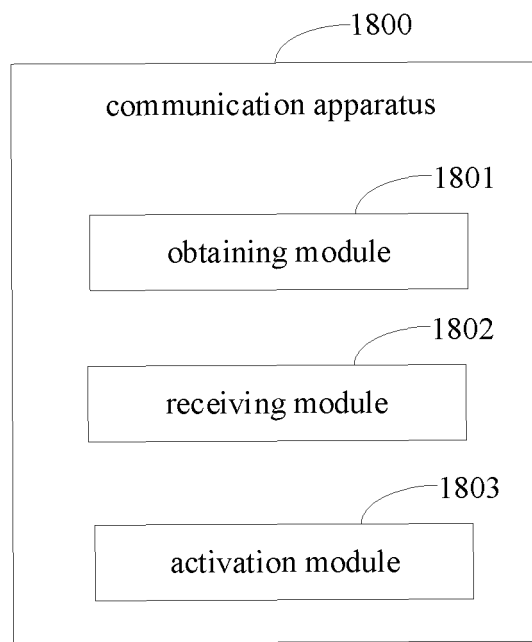 1800
communication apparatus
1801
obtaining module
1802
receiving module
1803
activation module